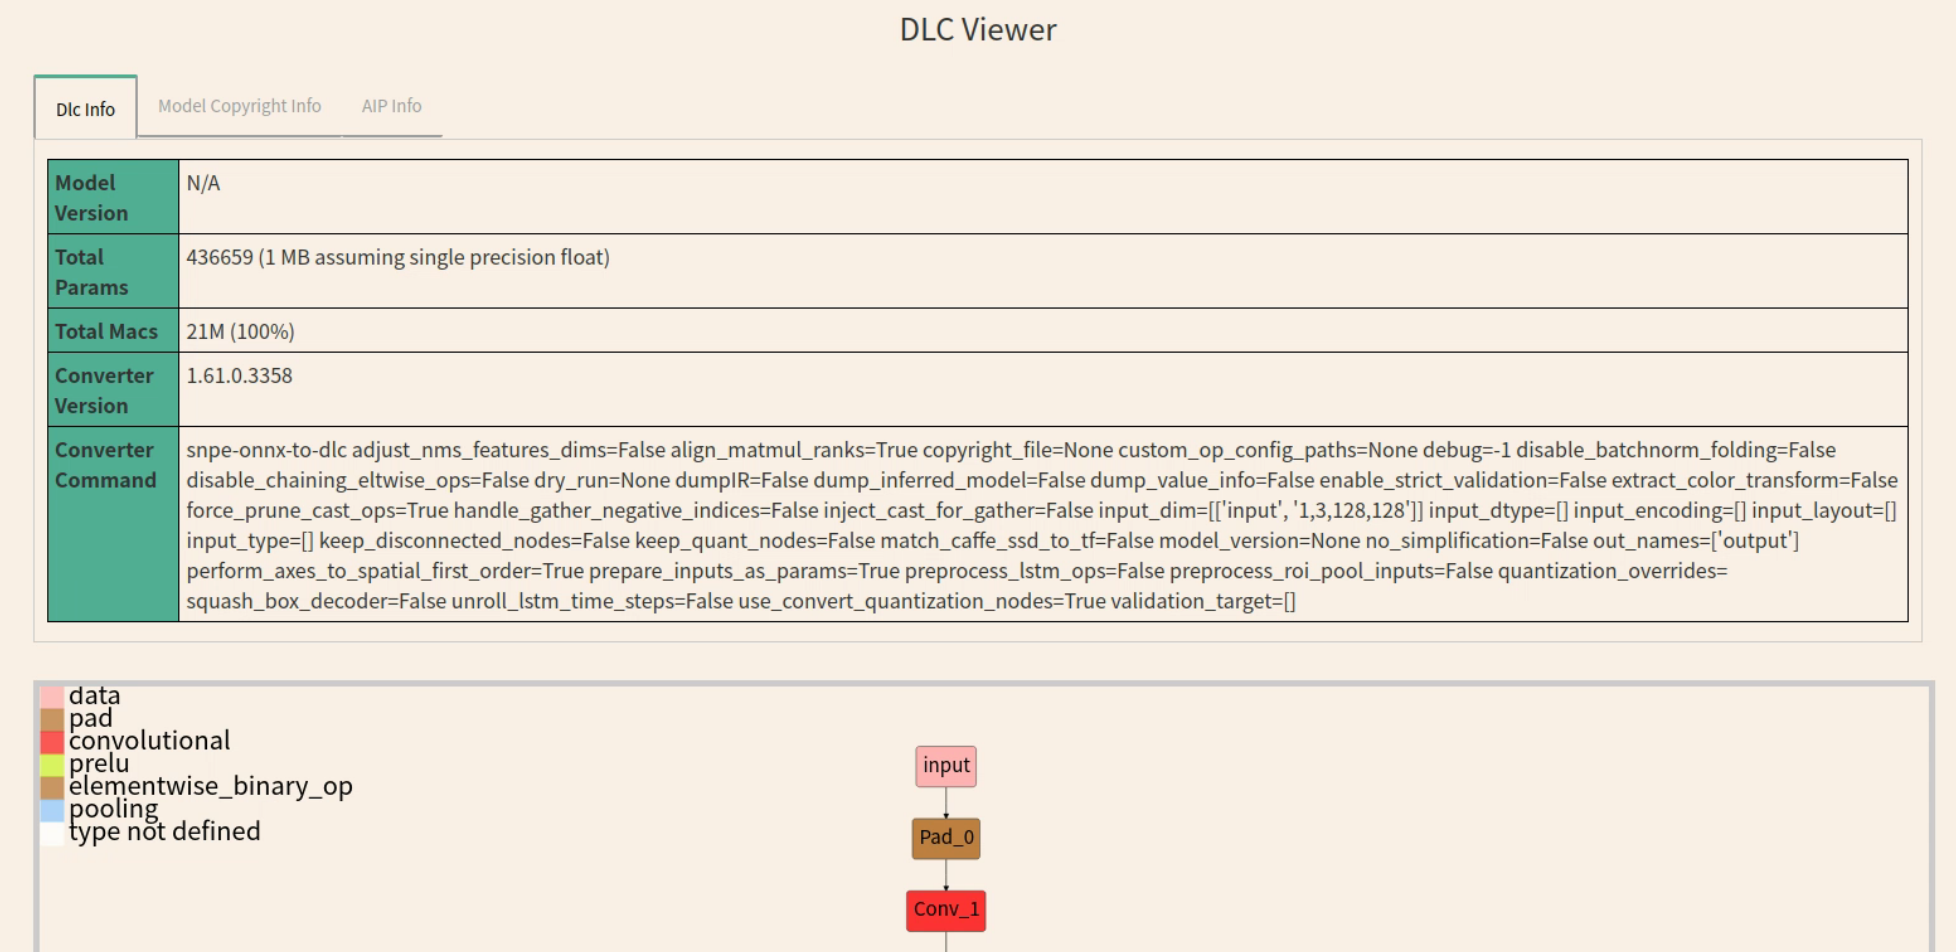 DLC Viewer
Dlc Info
Model Copyright Info
AIP Info
Model
Version
N/A
Total
Params
436659 (1 MB assuming single precision float)
Total Macs
21M (100%)
Converter
Version
1.61.0.3358
Converter
Command
snpe-onnx-to-dlc adjust_nms_features_dims=False align_matmul_ranks=True copyright_file=None custom_op_config_paths=None debug=-1 disable_batchnorm_folding=False
disable_chaining_eltwise_ops=False dry_run=None dumpIR=False dump_inferred_model=False dump_value_info=False enable_strict_validation=False extract_color_transform=False
force_prune_cast_ops=True handle_gather_negative_indices=False inject_cast_for_gather=False input_dim=[['input', '1,3,128,128']] input_dtype=[] input_encoding=[] input_layout=[]
input_type=[] keep_disconnected_nodes=False keep_quant_nodes=False match_caffe_ssd_to_tf=False model_version=None no_simplification=False out_names=['output']
perform_axes_to_spatial_first_order=True prepare_inputs_as_params=True preprocess_lstm_ops=False preprocess_roi_pool_inputs=False quantization_overrides=
squash_box_decoder=False unroll_lstm_time_steps=False use_convert_quantization_nodes=True validation_target=[]
data
pad
convolutional
prelu
elementwise_binary_op
pooling
type not defined
input
Pad_0
Conv_1